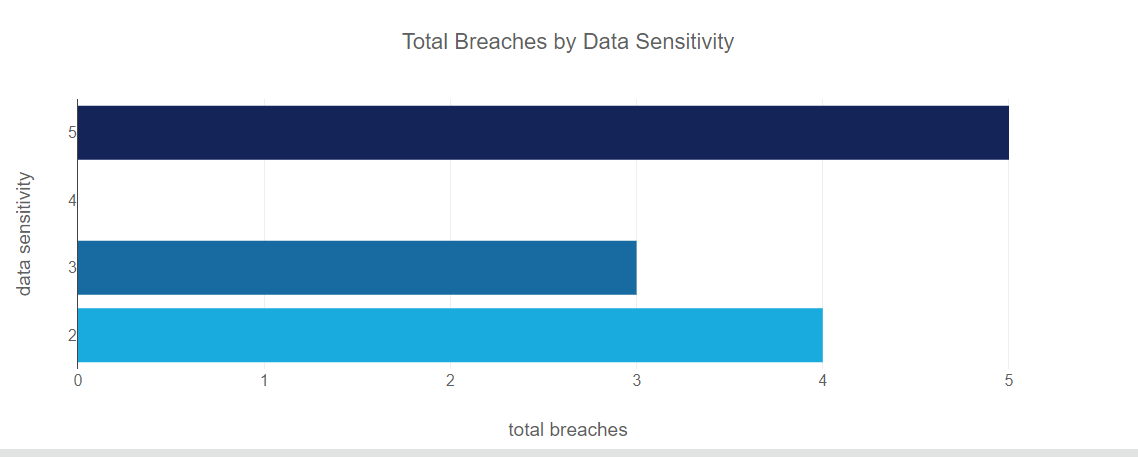 Total Breaches by Data Sensitivity
data sensitivity
5
4
3
2
0 1 2 3 4 5
total breaches